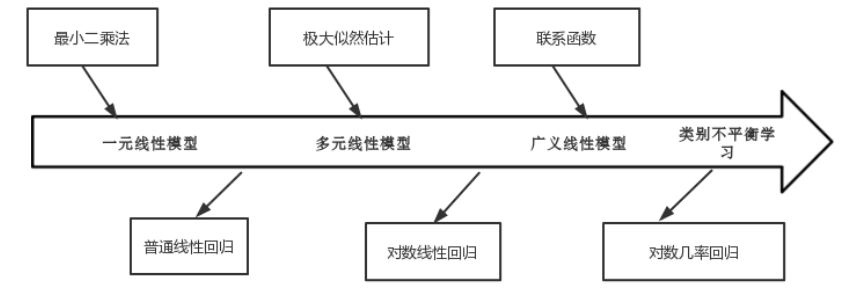 最小二乘法
极大似然估计
联系函数
一元线性模型
多元线性模型
广义线性模型
类别不平衡学
习
普通线性回归
对数线性回归
对数几率回归